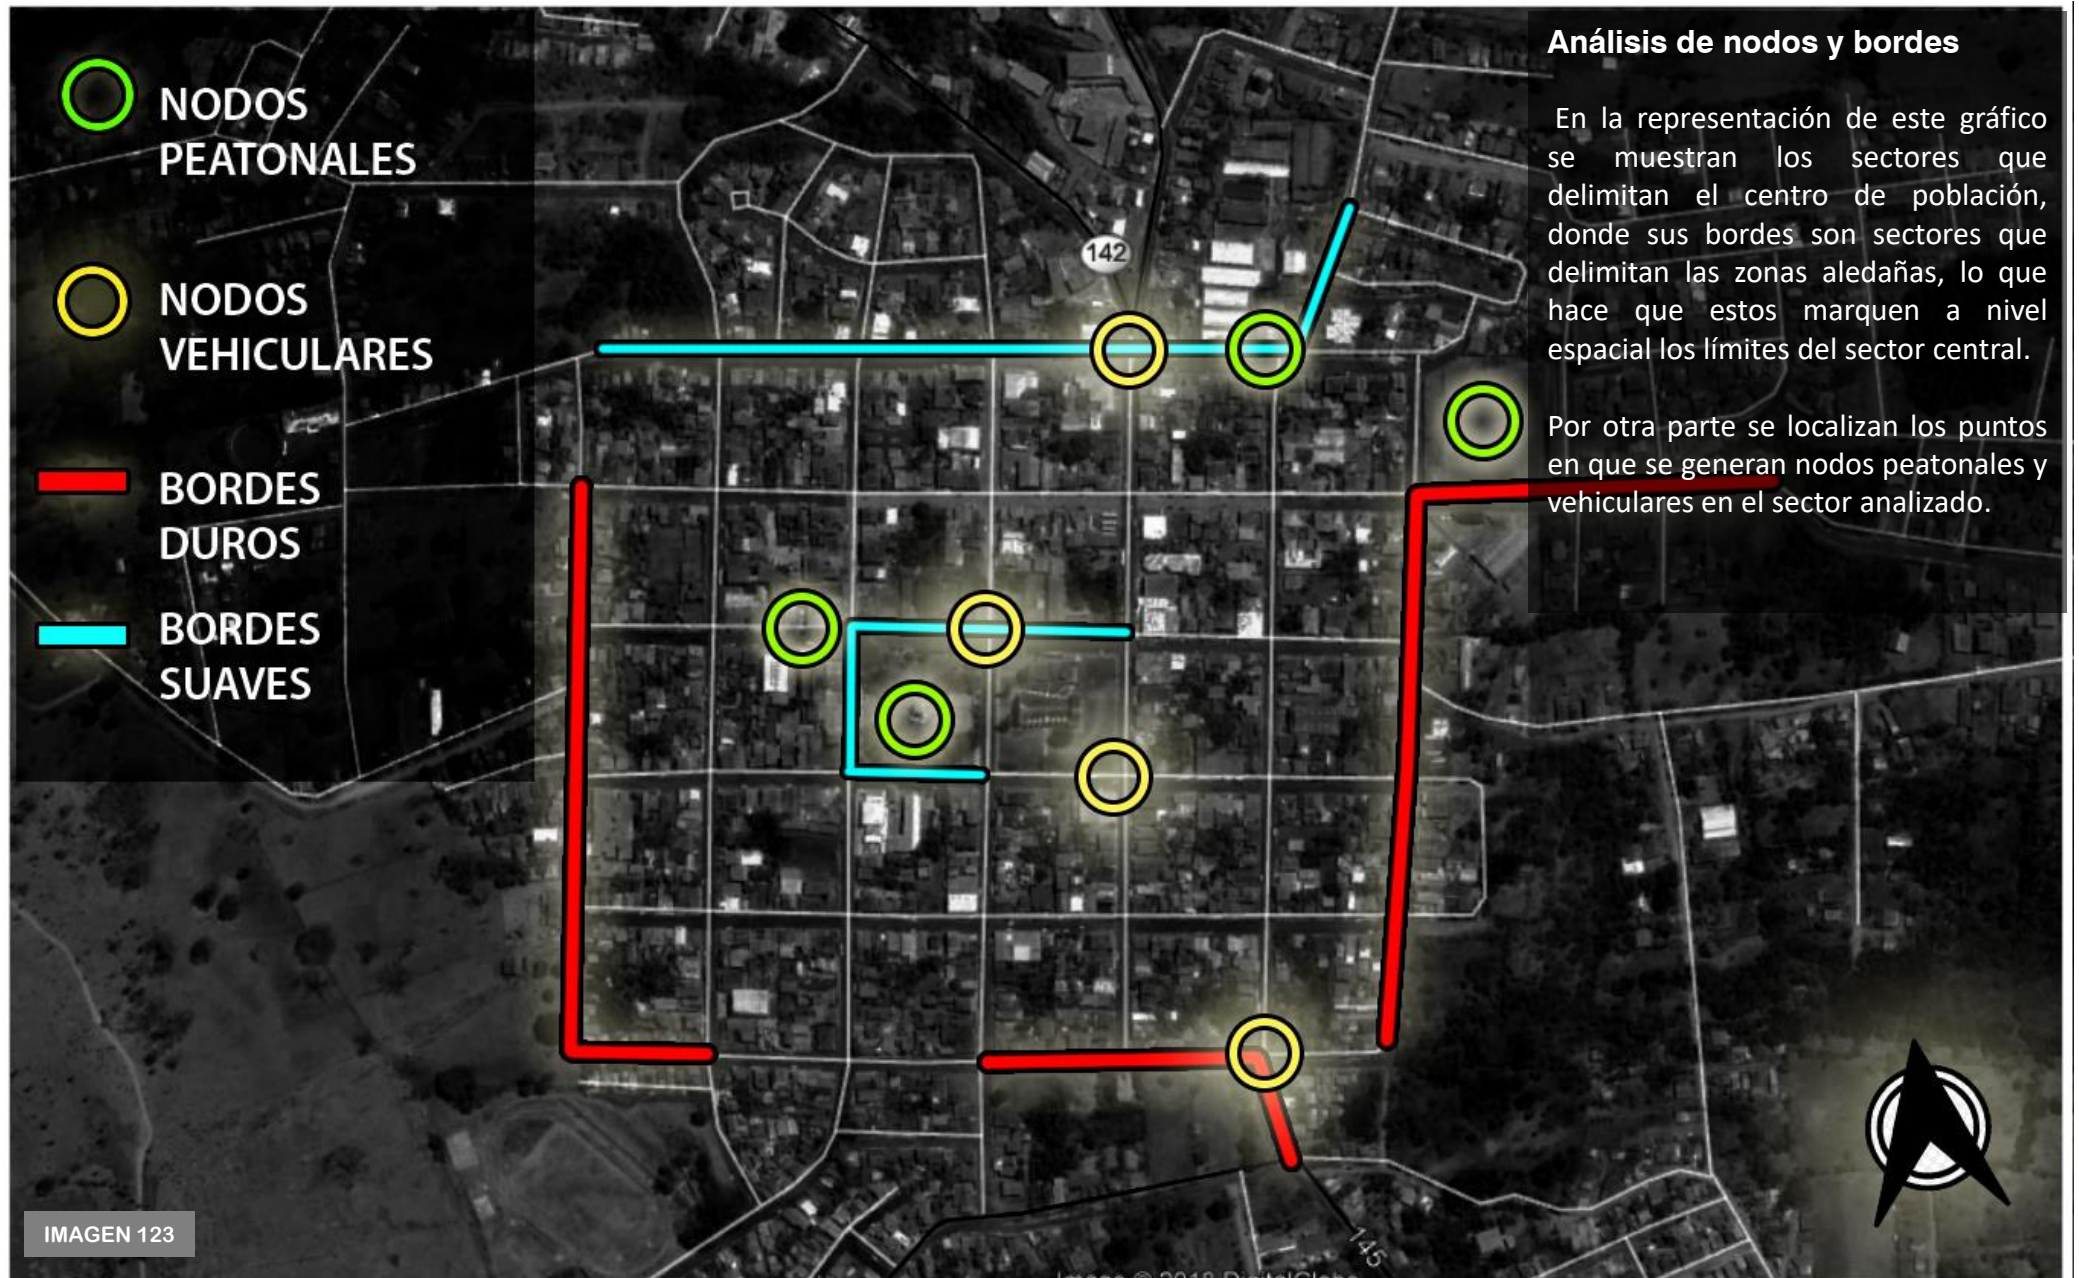 NODOS
PEATONALES
NODOS
VEHICULARES
BORDES
DUROS
BORDES
SUAVES
142
Análisis de nodos y bordes
En la representación de este gráfico
se muestran los sectores que
delimitan el centro de población,
donde sus bordes son sectores que
delimitan las zonas aledañas, lo que
hace que estos marquen a nivel
espacial los límites del sector central.
Por otra parte se localizan los puntos
en que se generan nodos peatonales y
vehiculares en el sector analizado.
145
IMAGEN 123
Image © 2018 DigitalGlobe